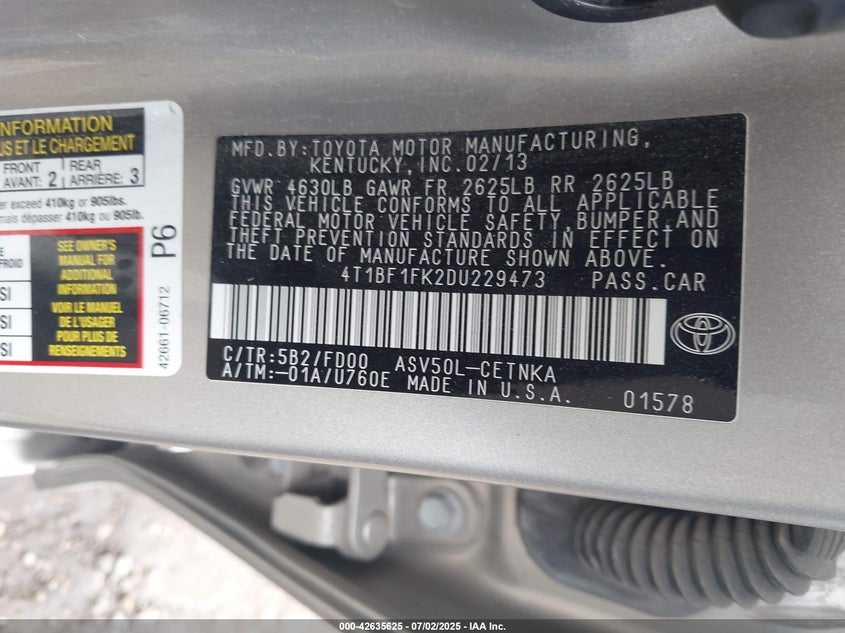 INFORMATION
US ET LE CHARGEMENT
FRONT
AVANT: 2
REAR
ARRIÈRE: 3
er exceed 410kg or 905lbs.
mais dépasser 410kg ou 905lb.
SEE OWNER'S
MANUAL FOR
ADDITIONAL
INFORMATION
VOIR LE MANUEL
DE L'USAGER
POUR PLUS DE
RENSEIGNEMENTS
P6
42661-06712
MFD.BY:TOYOTA MOTOR MANUFACTURING,
KENTUCKY,INC.02/13
GVWR 4630LB GAWR FR 2625LB RR 2625LB
THIS VEHICLE CONFORMS TO ALL APPLICABLE
FEDERAL MOTOR VEHICLE SAFETY,BUMPER,AND
THEFT PREVENTION STANDARDS IN EFFECT ON
THE DATE OF MANUFACTURE SHOWN ABOVE.
4T1BF1FK2DU229473 PASS.CAR
C/TR:5B2/FD00 ASV50L-CETNKA
A/TM:-01A/U760E MADE IN U.S.A.
01578
000-42635625 - 07/02/2025 - IAA Inc.